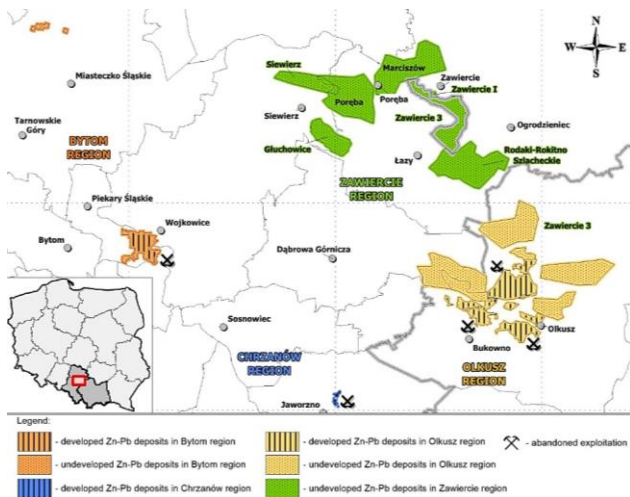 N
W E
S
Miasteczko Śląskie
Siewierz
Marciszów
Zawiercie
Zawiercie I
Poręba
Poręba
Tarnowskie
Góry
Siewierz
Zawiercie 3
BYTOM
REGION
Ogrodzieniec
Gluchowice
Łazy
Rodaki-Rokitno
Szlacheckie
ZAWIERCIE
REGION
Piekary Śląskie
Wojkowice
Zawiercie 3
Bytom
Dąbrowa Górnicza
Sosnowiec
Olkusz
Bukowno
CHRZANÓW
REGION
OLKUSZ
REGION
Jaworzno
Legend:
- developed Zn-Pb deposits in Bytom region
- developed Zn-Pb deposits in Olkusz region
- abandoned exploitation
- undeveloped Zn-Pb deposits in Bytom region
- undeveloped Zn-Pb deposits in Olkusz region
- developed Zn-Pb deposits in Chrzanów region
- undeveloped Zn-Pb deposits in Zawiercie region